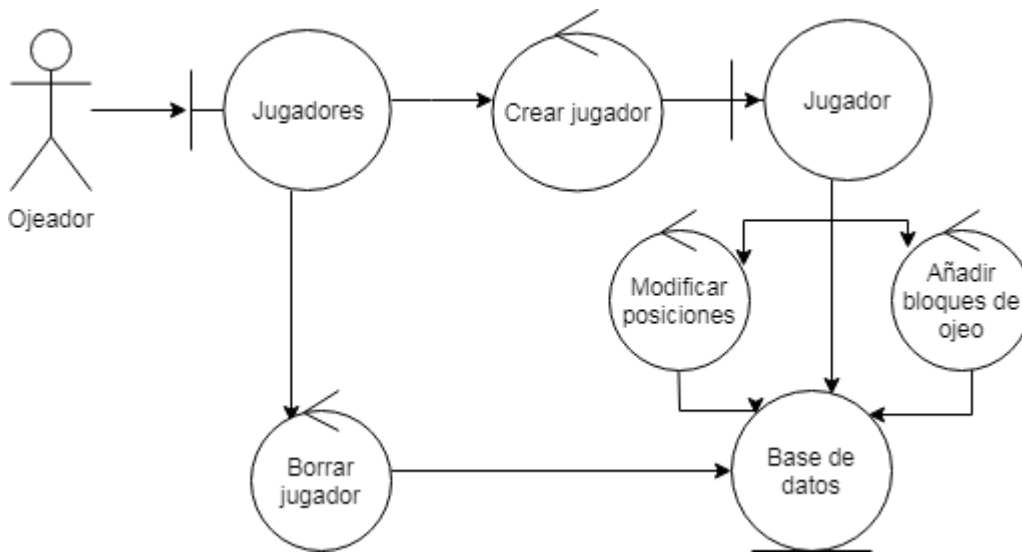 Ojeador
Jugadores
Crear jugador
Jugador
Modificar
posiciones
Añadir
bloques de
ojeo
Borrar
jugador
Base de
datos